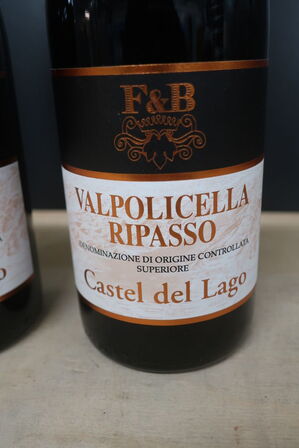 F&B
VALPOLICELLA
RIPASSO
DENOMINAZIONE DI ORIGINE CONTROLLATA
SUPERIORE
Castel del Lago